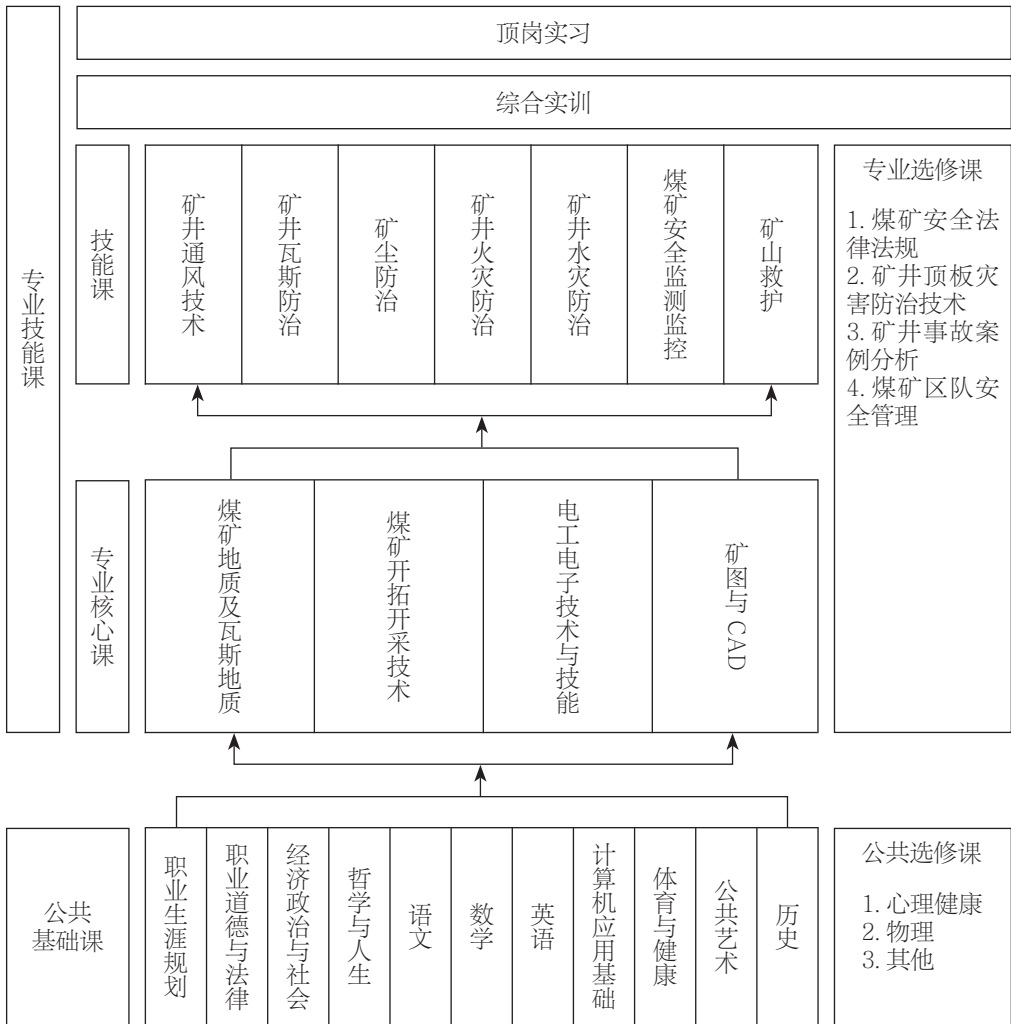 顶岗实习
综合实训
专业技能课
技能课
矿井通风技术
矿井瓦斯防治
矿尘防治
矿井火灾防治
矿井水灾防治
煤矿安全监测监控
矿山救护
专业选修课
1. 煤矿安全法
律法规
2. 矿井顶板灾
害防治技术
3. 矿井事故案
例分析
4. 煤矿区队安
全管理
专业核心课
煤矿地质及瓦斯地质
煤矿开拓开采技术
电工电子技术与技能
矿图与 CAD
公共
基础课
职业生涯规划
职业道德与法律
经济政治与社会
哲学与人生
语文
数学
英语
计算机应用基础
体育与健康
公共艺术
历史
公共选修课
1. 心理健康
2. 物理
3. 其他